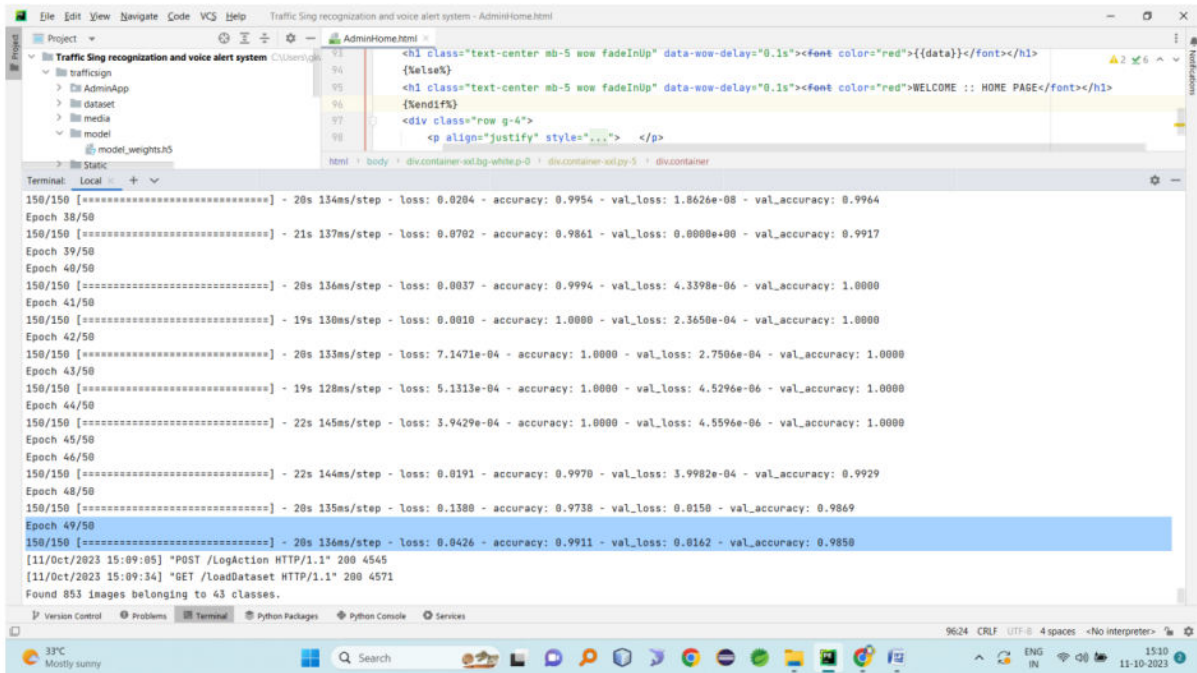 File Edit View Navigate Code VCS Help Traffic Sing recognization and voice alert system - AdminHome.html
Project
AdminHome.html
Project
Notifications
Traffic Sing recognization and voice alert system
trafficsign
AdminApp
dataset
media
model
model_weights.h5
Static
93 <h1 class="text-center mb-5 wow fadeInUp" data-wow-delay="0.1s"><font color="red">{{data}}</font></h1>
94 {%else%}
95 <h1 class="text-center mb-5 wow fadeInUp" data-wow-delay="0.1s"><font color="red">WELCOME :: HOME PAGE</font></h1>
96 {%endif%}
97 <div class="row g-4">
98 <p align="justify" style="..."> </p>
2 6
html › body › div.container-xxl.bg-white.p-0 › div.container-xxl.py-5 › div.container
Terminal: Local × +
150/150 [==============================] - 20s 134ms/step - loss: 0.0204 - accuracy: 0.9954 - val_loss: 1.8626e-08 - val_accuracy: 0.9964
Epoch 38/50
150/150 [==============================] - 21s 137ms/step - loss: 0.0702 - accuracy: 0.9861 - val_loss: 0.0000e+00 - val_accuracy: 0.9917
Epoch 39/50
Epoch 40/50
150/150 [==============================] - 20s 136ms/step - loss: 0.0037 - accuracy: 0.9994 - val_loss: 4.3398e-06 - val_accuracy: 1.0000
Epoch 41/50
150/150 [==============================] - 19s 130ms/step - loss: 0.0010 - accuracy: 1.0000 - val_loss: 2.3650e-04 - val_accuracy: 1.0000
Epoch 42/50
150/150 [==============================] - 20s 133ms/step - loss: 7.1471e-04 - accuracy: 1.0000 - val_loss: 2.7506e-04 - val_accuracy: 1.0000
Epoch 43/50
150/150 [==============================] - 19s 128ms/step - loss: 5.1313e-04 - accuracy: 1.0000 - val_loss: 4.5296e-06 - val_accuracy: 1.0000
Epoch 44/50
150/150 [==============================] - 22s 145ms/step - loss: 3.9429e-04 - accuracy: 1.0000 - val_loss: 4.5596e-06 - val_accuracy: 1.0000
Epoch 45/50
Epoch 46/50
150/150 [==============================] - 22s 144ms/step - loss: 0.0191 - accuracy: 0.9970 - val_loss: 3.9982e-04 - val_accuracy: 0.9929
Epoch 48/50
150/150 [==============================] - 20s 135ms/step - loss: 0.1380 - accuracy: 0.9738 - val_loss: 0.0150 - val_accuracy: 0.9869
Epoch 49/50
150/150 [==============================] - 20s 136ms/step - loss: 0.0426 - accuracy: 0.9911 - val_loss: 0.0162 - val_accuracy: 0.9850
[11/Oct/2023 15:09:05] "POST /LogAction HTTP/1.1" 200 4545
[11/Oct/2023 15:09:34] "GET /loadDataset HTTP/1.1" 200 4571
Found 853 images belonging to 43 classes.
Version Control Problems Terminal Python Packages Python Console Services
96:24 CRLF UTF-8 4 spaces <No interpreter>
33°C
Mostly sunny
Search
ENG
IN
15:10
11-10-2023